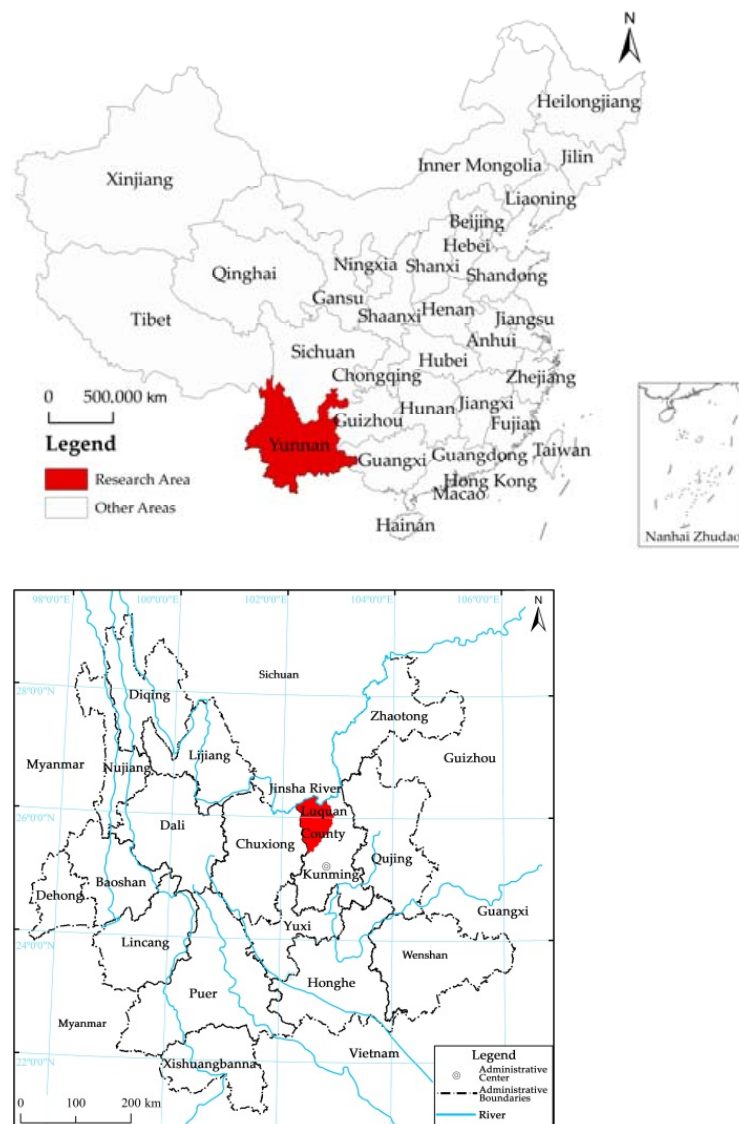 N
Heilongjiang
Jilin
Inner Mongolia
Liaoning
Xinjiang
Beijing
Hebei
Ningxia
Shanxi
Qinghai
Shandong
Gansu
Shaanxi
Henan
Tibet
Jiangsu
Anhui
Sichuan
Hubei
Chongqing
Zhejiang
0 500,000 km
Hunan
Jiangxi
Guizhou
Fujian
Legend
Yunnan
Guangxi
Guangdong
Taiwan
Research Area
Hong Kong
Macao
Other Areas
Hainan
Nanhai Zhudao
98°0'0"E
100°0'0"E
102°0'0"E
104°0'0"E
106°0'0"E
N
Sichuan
28°0'0"N
Diqing
Zhaotong
Lijiang
Guizhou
Myanmar
Nujiang
Jinsha River
26°0'0"N
Luquan
County
Dali
Chuxiong
Qujing
Kunming
Baoshan
Dehong
Guangxi
Yuxi
24°0'0"N
Lincang
Wenshan
Honghe
Puer
Myanmar
Vietnam
22°0'0"N
Xishuangbanna
Legend
Administrative
Center
Administrative
Boundaries
River
0 100 200 km